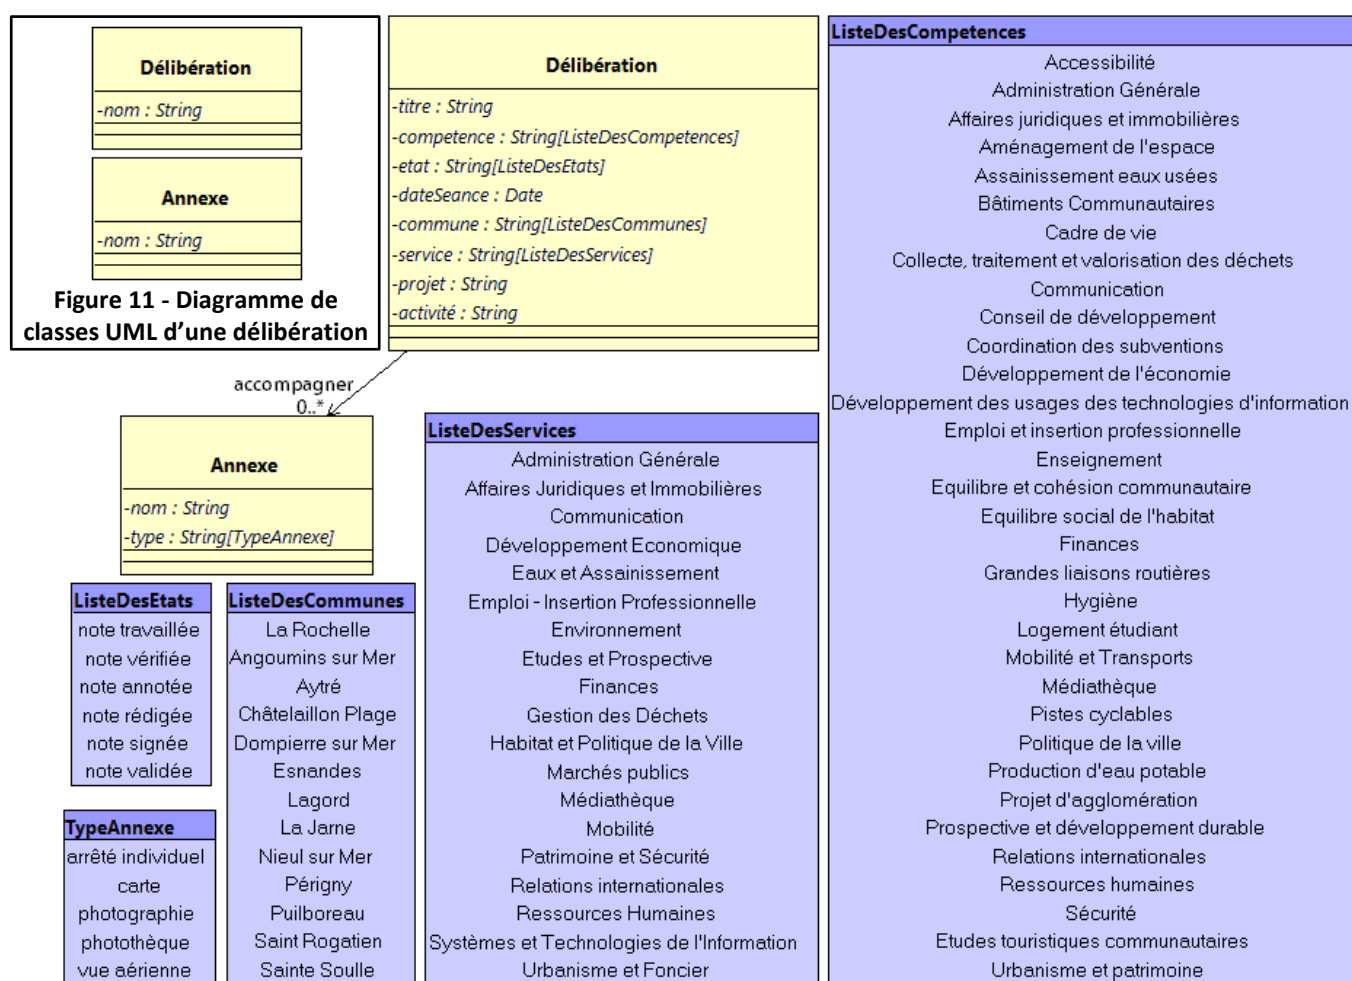 Délibération
-nom : String
Annexe
-nom : String
Figure 11 - Diagramme de
classes UML d'une délibération
Délibération
-titre : String
-competence : String[ListeDesCompetences]
-etat : String[ListeDesEtats]
-dateSeance : Date
-commune : String[ListeDesCommunes]
-service : String[ListeDesServices]
-projet : String
-activité : String
accompagner
0..*
Annexe
-nom : String
-type : String[TypeAnnexe]
ListeDesEtats
note travaillée
note vérifiée
note annotée
note rédigée
note signée
note validée
TypeAnnexe
arrêté individuel
carte
photographie
photothèque
vue aérienne
ListeDesCommunes
La Rochelle
Angoumins sur Mer
Aytré
Châtelaillon Plage
Dompierre sur Mer
Esnandes
Lagord
La Jarne
Nieul sur Mer
Périgny
Puilboreau
Saint Rogatien
Sainte Soulle
ListeDesServices
Administration Générale
Affaires Juridiques et Immobilières
Communication
Développement Economique
Eaux et Assainissement
Emploi - Insertion Professionnelle
Environnement
Etudes et Prospective
Finances
Gestion des Déchets
Habitat et Politique de la Ville
Marchés publics
Médiathèque
Mobilité
Patrimoine et Sécurité
Relations internationales
Ressources Humaines
Systèmes et Technologies de l'Information
Urbanisme et Foncier
ListeDesCompetences
Accessibilité
Administration Générale
Affaires juridiques et immobilières
Aménagement de l'espace
Assainissement eaux usées
Bâtiments Communautaires
Cadre de vie
Collecte, traitement et valorisation des déchets
Communication
Conseil de développement
Coordination des subventions
Développement de l'économie
Développement des usages des technologies d'information
Emploi et insertion professionnelle
Enseignement
Equilibre et cohésion communautaire
Equilibre social de l'habitat
Finances
Grandes liaisons routières
Hygiène
Logement étudiant
Mobilité et Transports
Médiathèque
Pistes cyclables
Politique de la ville
Production d'eau potable
Projet d'agglomération
Prospective et développement durable
Relations internationales
Ressources humaines
Sécurité
Etudes touristiques communautaires
Urbanisme et patrimoine